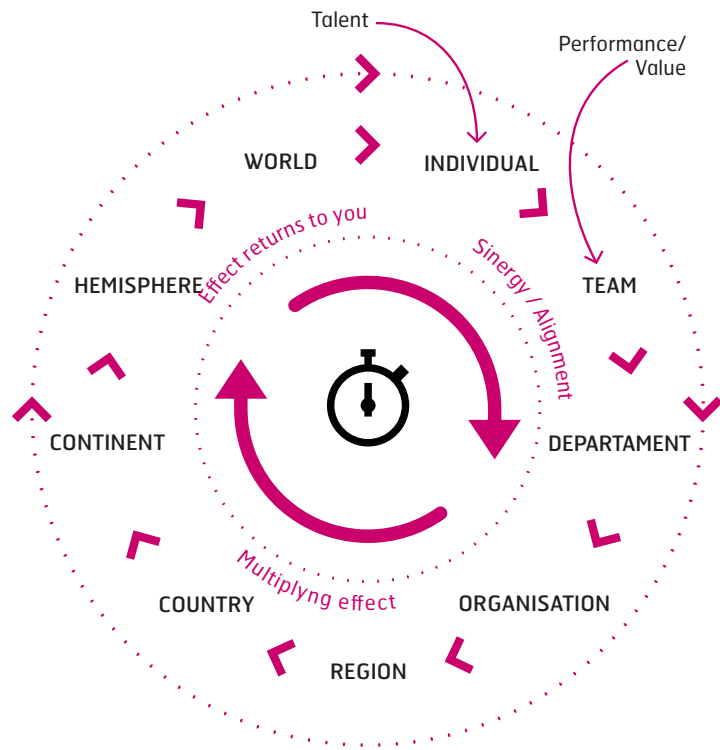 Talent
Performance/
Value
WORLD
INDIVIDUAL
Effect returns to you
Sinergy / Alignment
HEMISPHERE
TEAM
CONTINENT
DEPARTAMENT
Multiplyng effect
COUNTRY
ORGANISATION
REGION